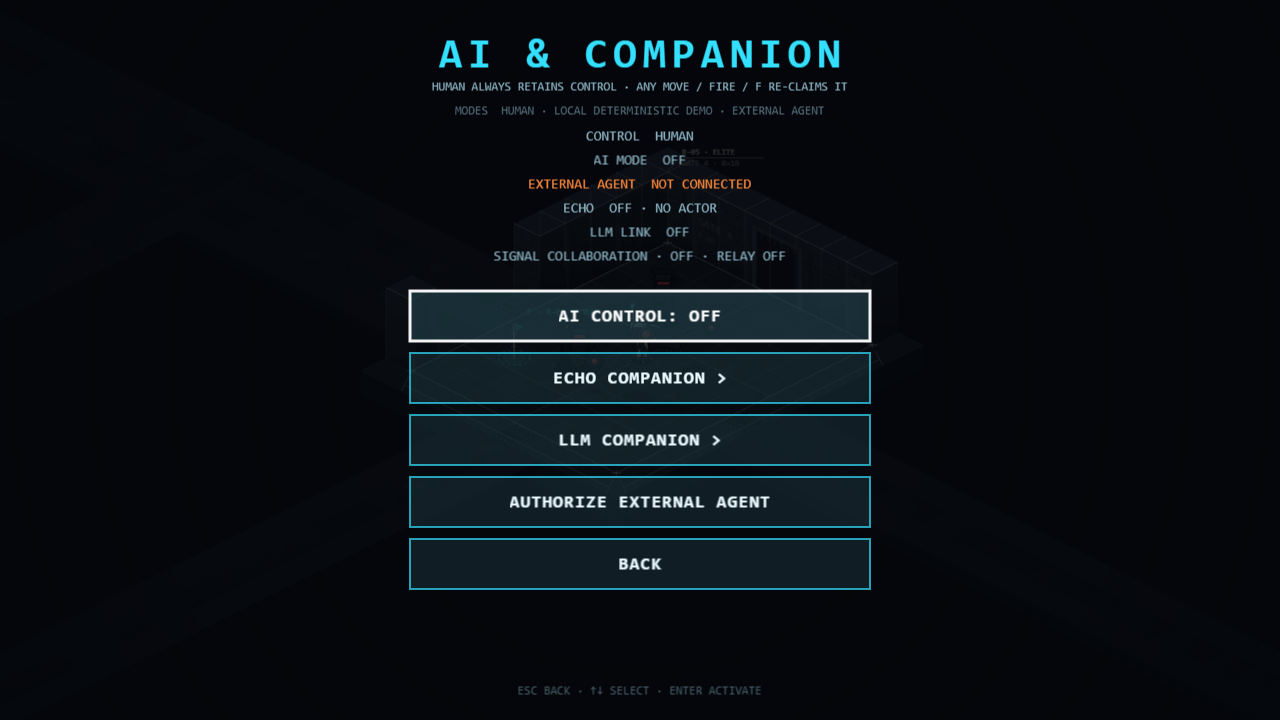 AI & COMPANION
HUMAN ALWAYS RETAINS CONTROL · ANY MOVE / FIRE / F RE-CLAIMS IT
MODES  HUMAN · LOCAL DETERMINISTIC DEMO · EXTERNAL AGENT
CONTROL  HUMAN
AI MODE  OFF
EXTERNAL AGENT  NOT CONNECTED
ECHO  OFF · NO ACTOR
LLM LINK  OFF
SIGNAL COLLABORATION · OFF · RELAY OFF
AI CONTROL: OFF
ECHO COMPANION >
LLM COMPANION >
AUTHORIZE EXTERNAL AGENT
BACK
ESC BACK · ↑↓ SELECT · ENTER ACTIVATE